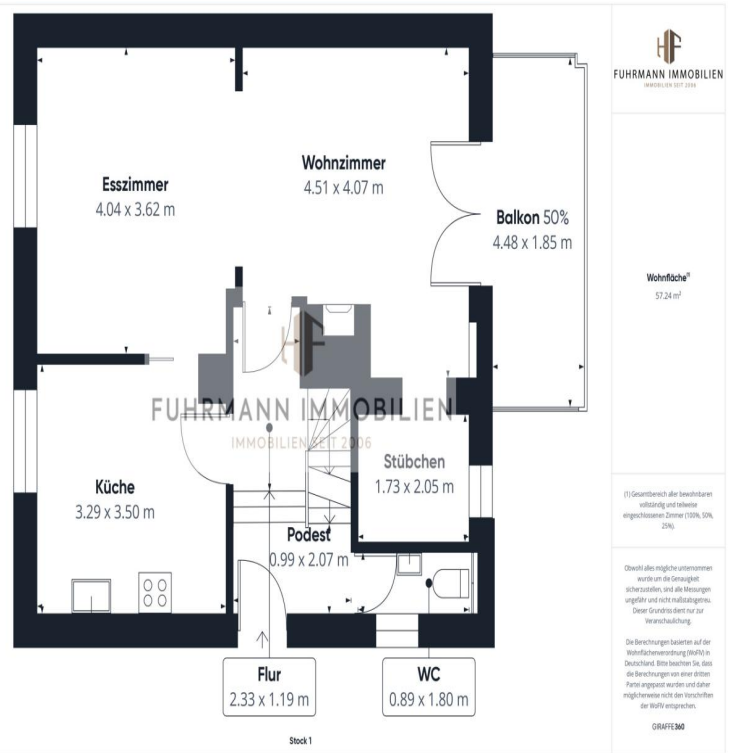 Esszimmer
4.04 x 3.62 m
Wohnzimmer
4.51 x 4.07 m
Balkon 50%
4.48 x 1.85 m
FUHRMANN IMMOBILIEN
IMMOBILIEN SEIT 2006
Küche
3.29 x 3.50 m
Stübchen
1.73 x 2.05 m
Podest
0.99 x 2.07 m
Flur
2.33 x 1.19 m
WC
0.89 x 1.80 m
Stock 1
HF
FUHRMANN IMMOBILIEN
IMMOBILIEN SEIT 2006
Wohnfläche⁽¹⁾
57.24 m²
(1) Gesamtbereich aller bewohnbaren
vollständig und teilweise
eingeschlossenen Zimmer (100%, 50%,
25%).
Obwohl alles mögliche unternommen
wurde um die Genauigkeit
sicherzustellen, sind alle Messungen
ungefähr und nicht maßstabsgetreu.
Dieser Grundriss dient nur zur
Veranschaulichung.
Die Berechnungen basierten auf der
Wohnflächenverordnung (WoFlV) in
Deutschland. Bitte beachten Sie, dass
die Berechnungen von einer dritten
Partei angepasst wurden und daher
möglicherweise nicht den Vorschriften
der WoFlV entsprechen.
GIRAFFE360